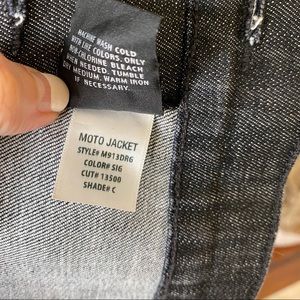 MACHINE WASH COLD
WITH LIKE COLORS. ONLY
NON-CHLORINE BLEACH
WHEN NEEDED. TUMBLE
DRY MEDIUM. WARM IRON
IF NECESSARY.
MOTO JACKET
STYLE# M913DRG
COLOR# SIG
CUT# 13500
SHADE# C